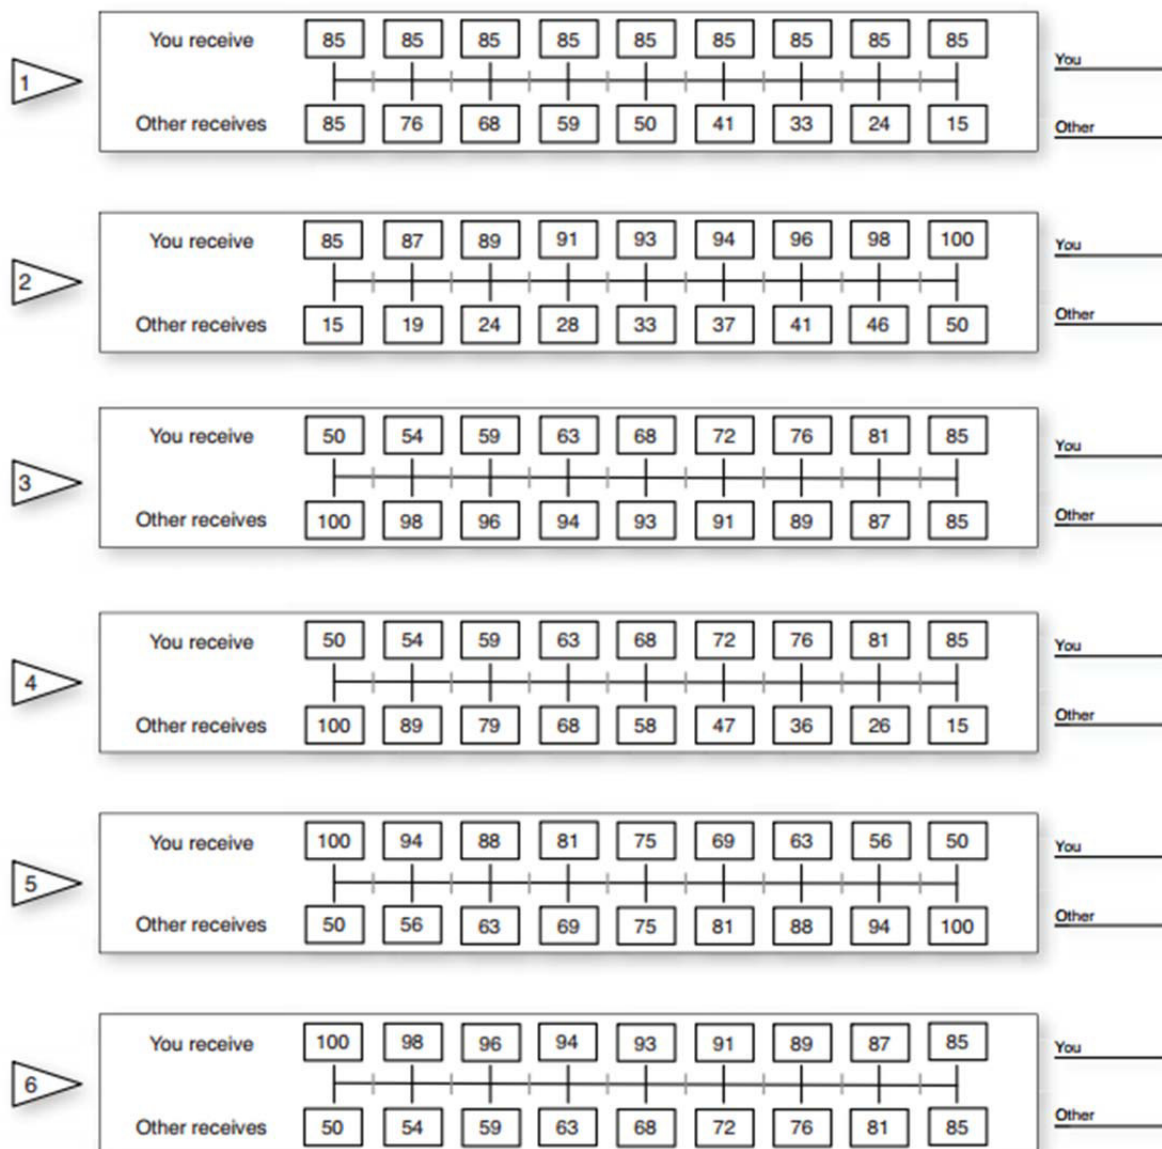 You receive 85 85 85 85 85 85 85 85 85
You
1
Other receives 85 76 68 59 50 41 33 24 15
Other
You receive 85 87 89 91 93 94 96 98 100
You
2
Other receives 15 19 24 28 33 37 41 46 50
Other
You receive 50 54 59 63 68 72 76 81 85
You
3
Other receives 100 98 96 94 93 91 89 87 85
Other
You receive 50 54 59 63 68 72 76 81 85
You
4
Other receives 100 89 79 68 58 47 36 26 15
Other
You receive 100 94 88 81 75 69 63 56 50
You
5
Other receives 50 56 63 69 75 81 88 94 100
Other
You receive 100 98 96 94 93 91 89 87 85
You
6
Other receives 50 54 59 63 68 72 76 81 85
Other